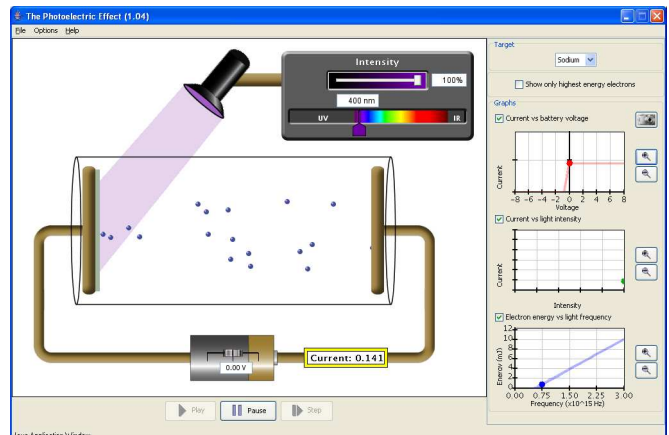 The Photoelectric Effect (1.04)
File Options Help
Intensity
100%
400 nm
UV IR
Current: 0.141
0.00 V
Play Pause Step
Target
Sodium
Show only highest energy electrons
Graphs
Current vs battery voltage
Current
-8 -6 -4 -2 0 2 4 6 8
Voltage
Current vs light intensity
Current
Intensity
Electron energy vs light frequency
Energy
12
10
8
6
4
2
0
0.00 0.75 1.50 2.25 3.00
Frequency (x10^15 Hz)